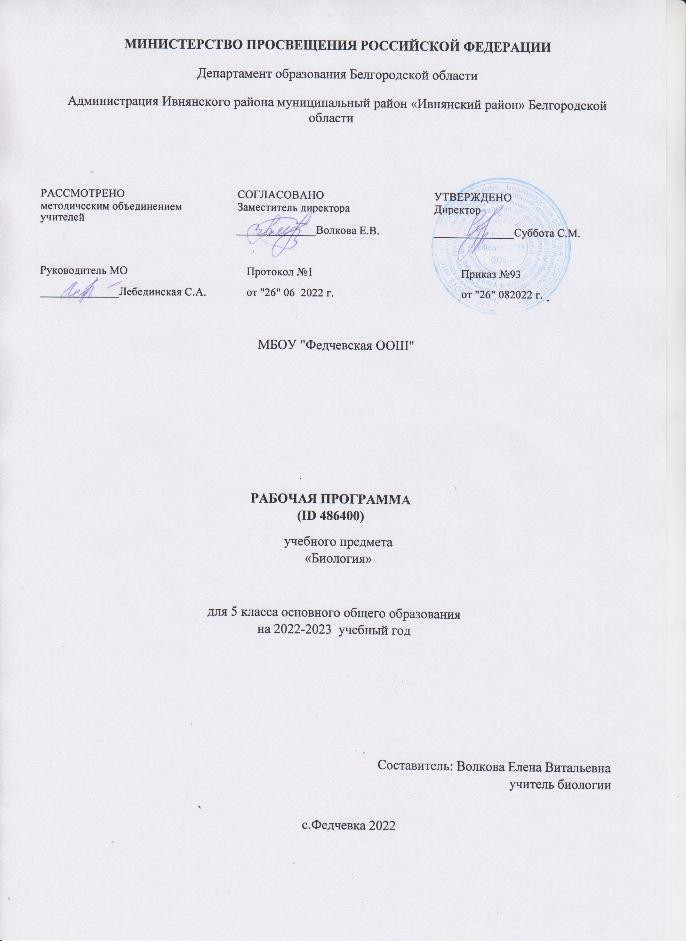 МИНИСТЕРСТВО ПРОСВЕЩЕНИЯ РОССИЙСКОЙ ФЕДЕРАЦИИ
Департамент образования Белгородской области
Администрация Ивнянского района муниципальный район «Ивнянский район» Белгородской
области
РАССМОТРЕНО
методическим объединением
учителей
Руководитель МО
______________Лебединская С.А.
СОГЛАСОВАНО
Заместитель директора
______________Волкова Е.В.
Протокол №1
от "26" 06  2022 г.
УТВЕРЖДЕНО
Директор
______________Суббота С.М.
Приказ №93
от "26" 082022 г.
МБОУ "Федчевская ООШ"
РАБОЧАЯ ПРОГРАММА
(ID 486400)
учебного предмета
«Биология»
для 5 класса основного общего образования
на 2022-2023  учебный год
Составитель: Волкова Елена Витальевна
учитель биологии
с.Федчевка 2022